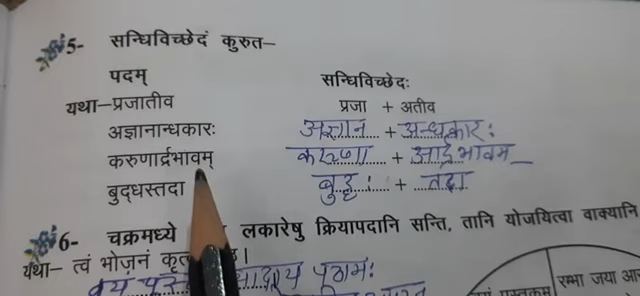 5- सन्धिविच्छेदं कुरुत–
पदम् सन्धिविच्छेदः
यथा–प्रजातीव प्रजा + अतीव
अज्ञानान्धकारः अज्ञान + अन्धकारः
करुणार्द्रभावम् करुणा + आर्द्रभावम
बुद्धस्तदा बुद्धः + तदा
6- चक्रमध्ये लकारेषु क्रियापदानि सन्ति, तानि योजयित्वा वाक्यानि
यथा– त्वं भोजनं
वयं
रम्भा जया